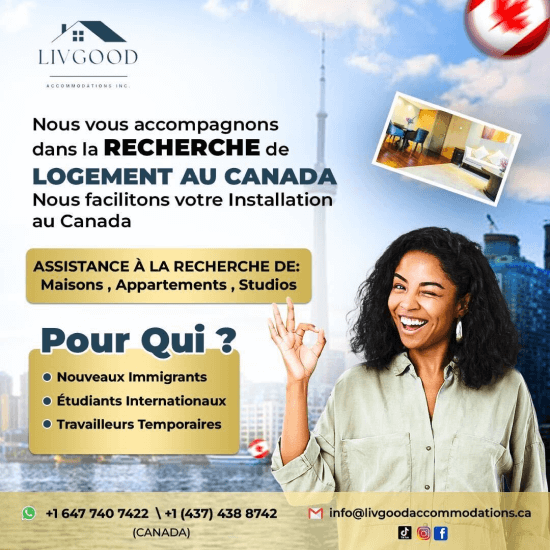 LIVGOOD
ACCOMMODATIONS INC.
Nous vous accompagnons
dans la RECHERCHE de
LOGEMENT AU CANADA
Nous facilitons votre Installation
au Canada
ASSISTANCE À LA RECHERCHE DE:
Maisons , Appartements , Studios
Pour Qui ?
Nouveaux Immigrants
Étudiants Internationaux
Travailleurs Temporaires
+1 647 740 7422 \ +1 (437) 438 8742
(CANADA)
info@livgoodaccommodations.ca